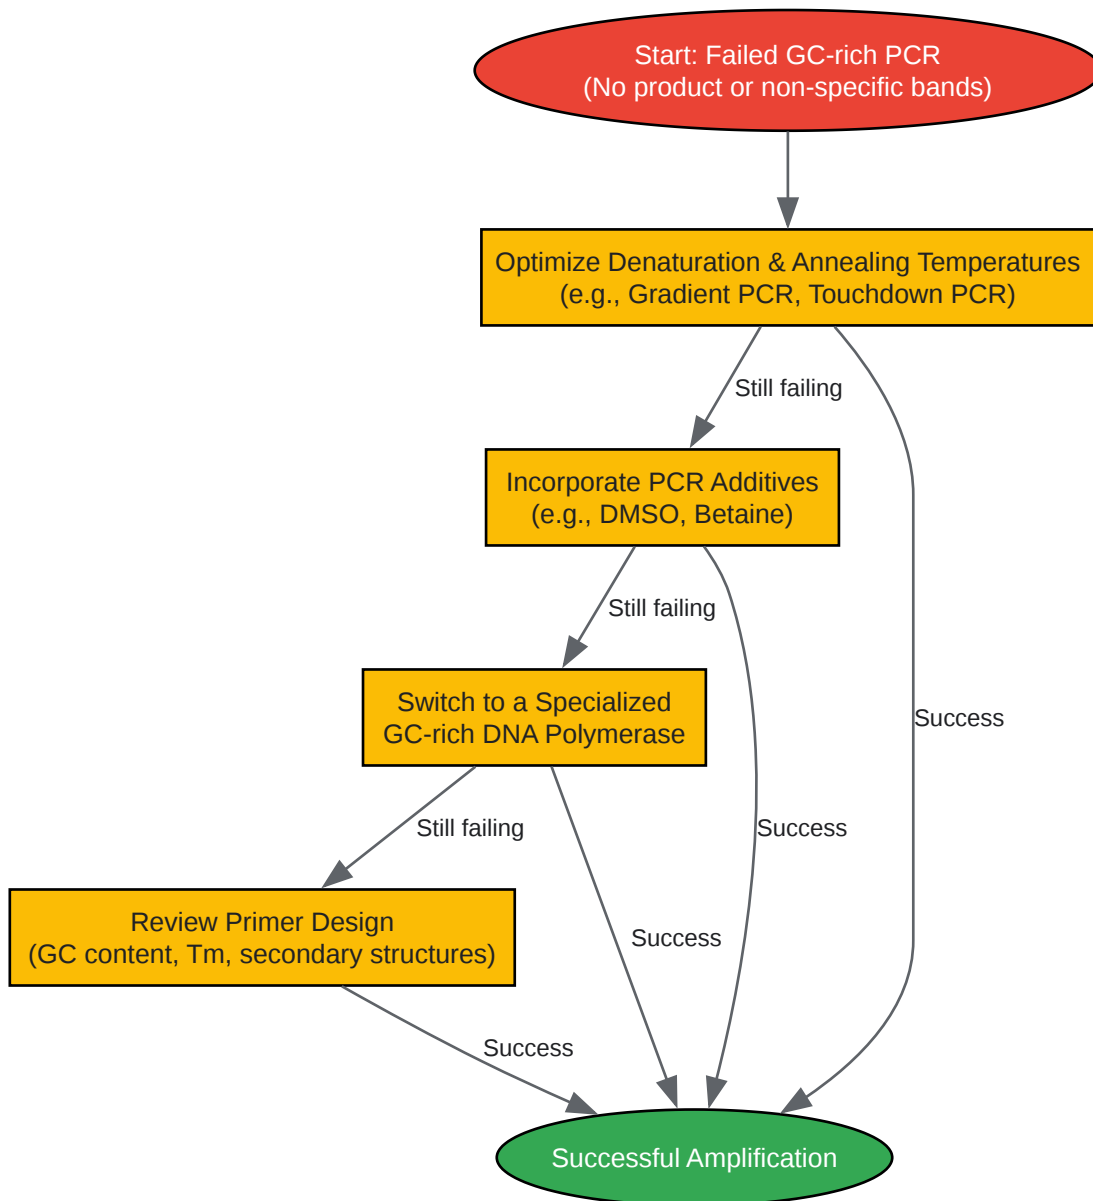 Start: Failed GC-rich PCR
(No product or non-specific bands)
Optimize Denaturation & Annealing Temperatures
(e.g., Gradient PCR, Touchdown PCR)
Still failing
Incorporate PCR Additives
(e.g., DMSO, Betaine)
Still failing
Switch to a Specialized
GC-rich DNA Polymerase
Success
Still failing
Success
Review Primer Design
(GC content, Tm, secondary structures)
Success
Success
Successful Amplification